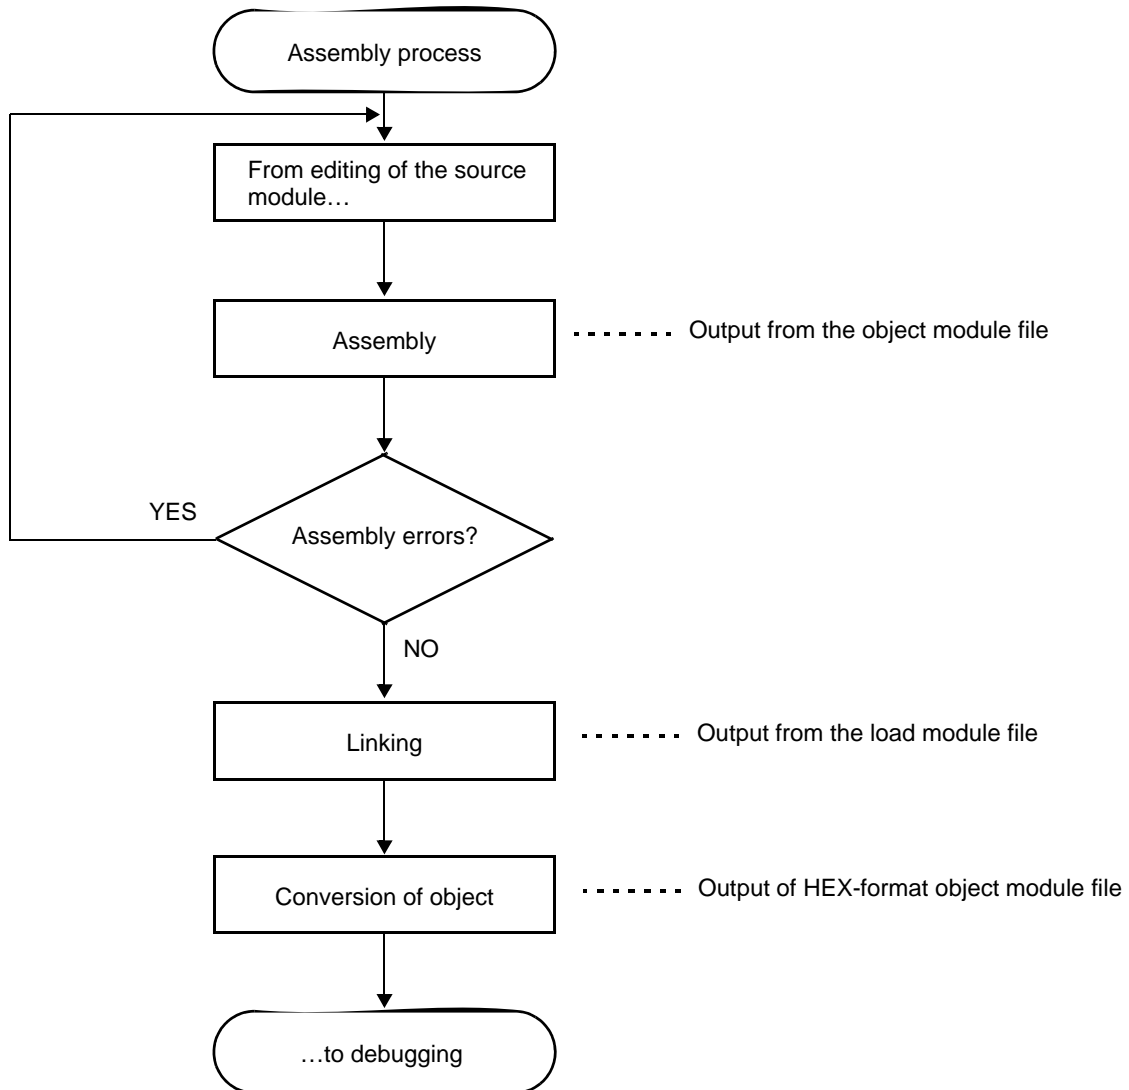 Assembly process
From editing of the source
module…
Assembly
Output from the object module file
YES
Assembly errors?
NO
Linking
Output from the load module file
Conversion of object
Output of HEX-format object module file
…to debugging